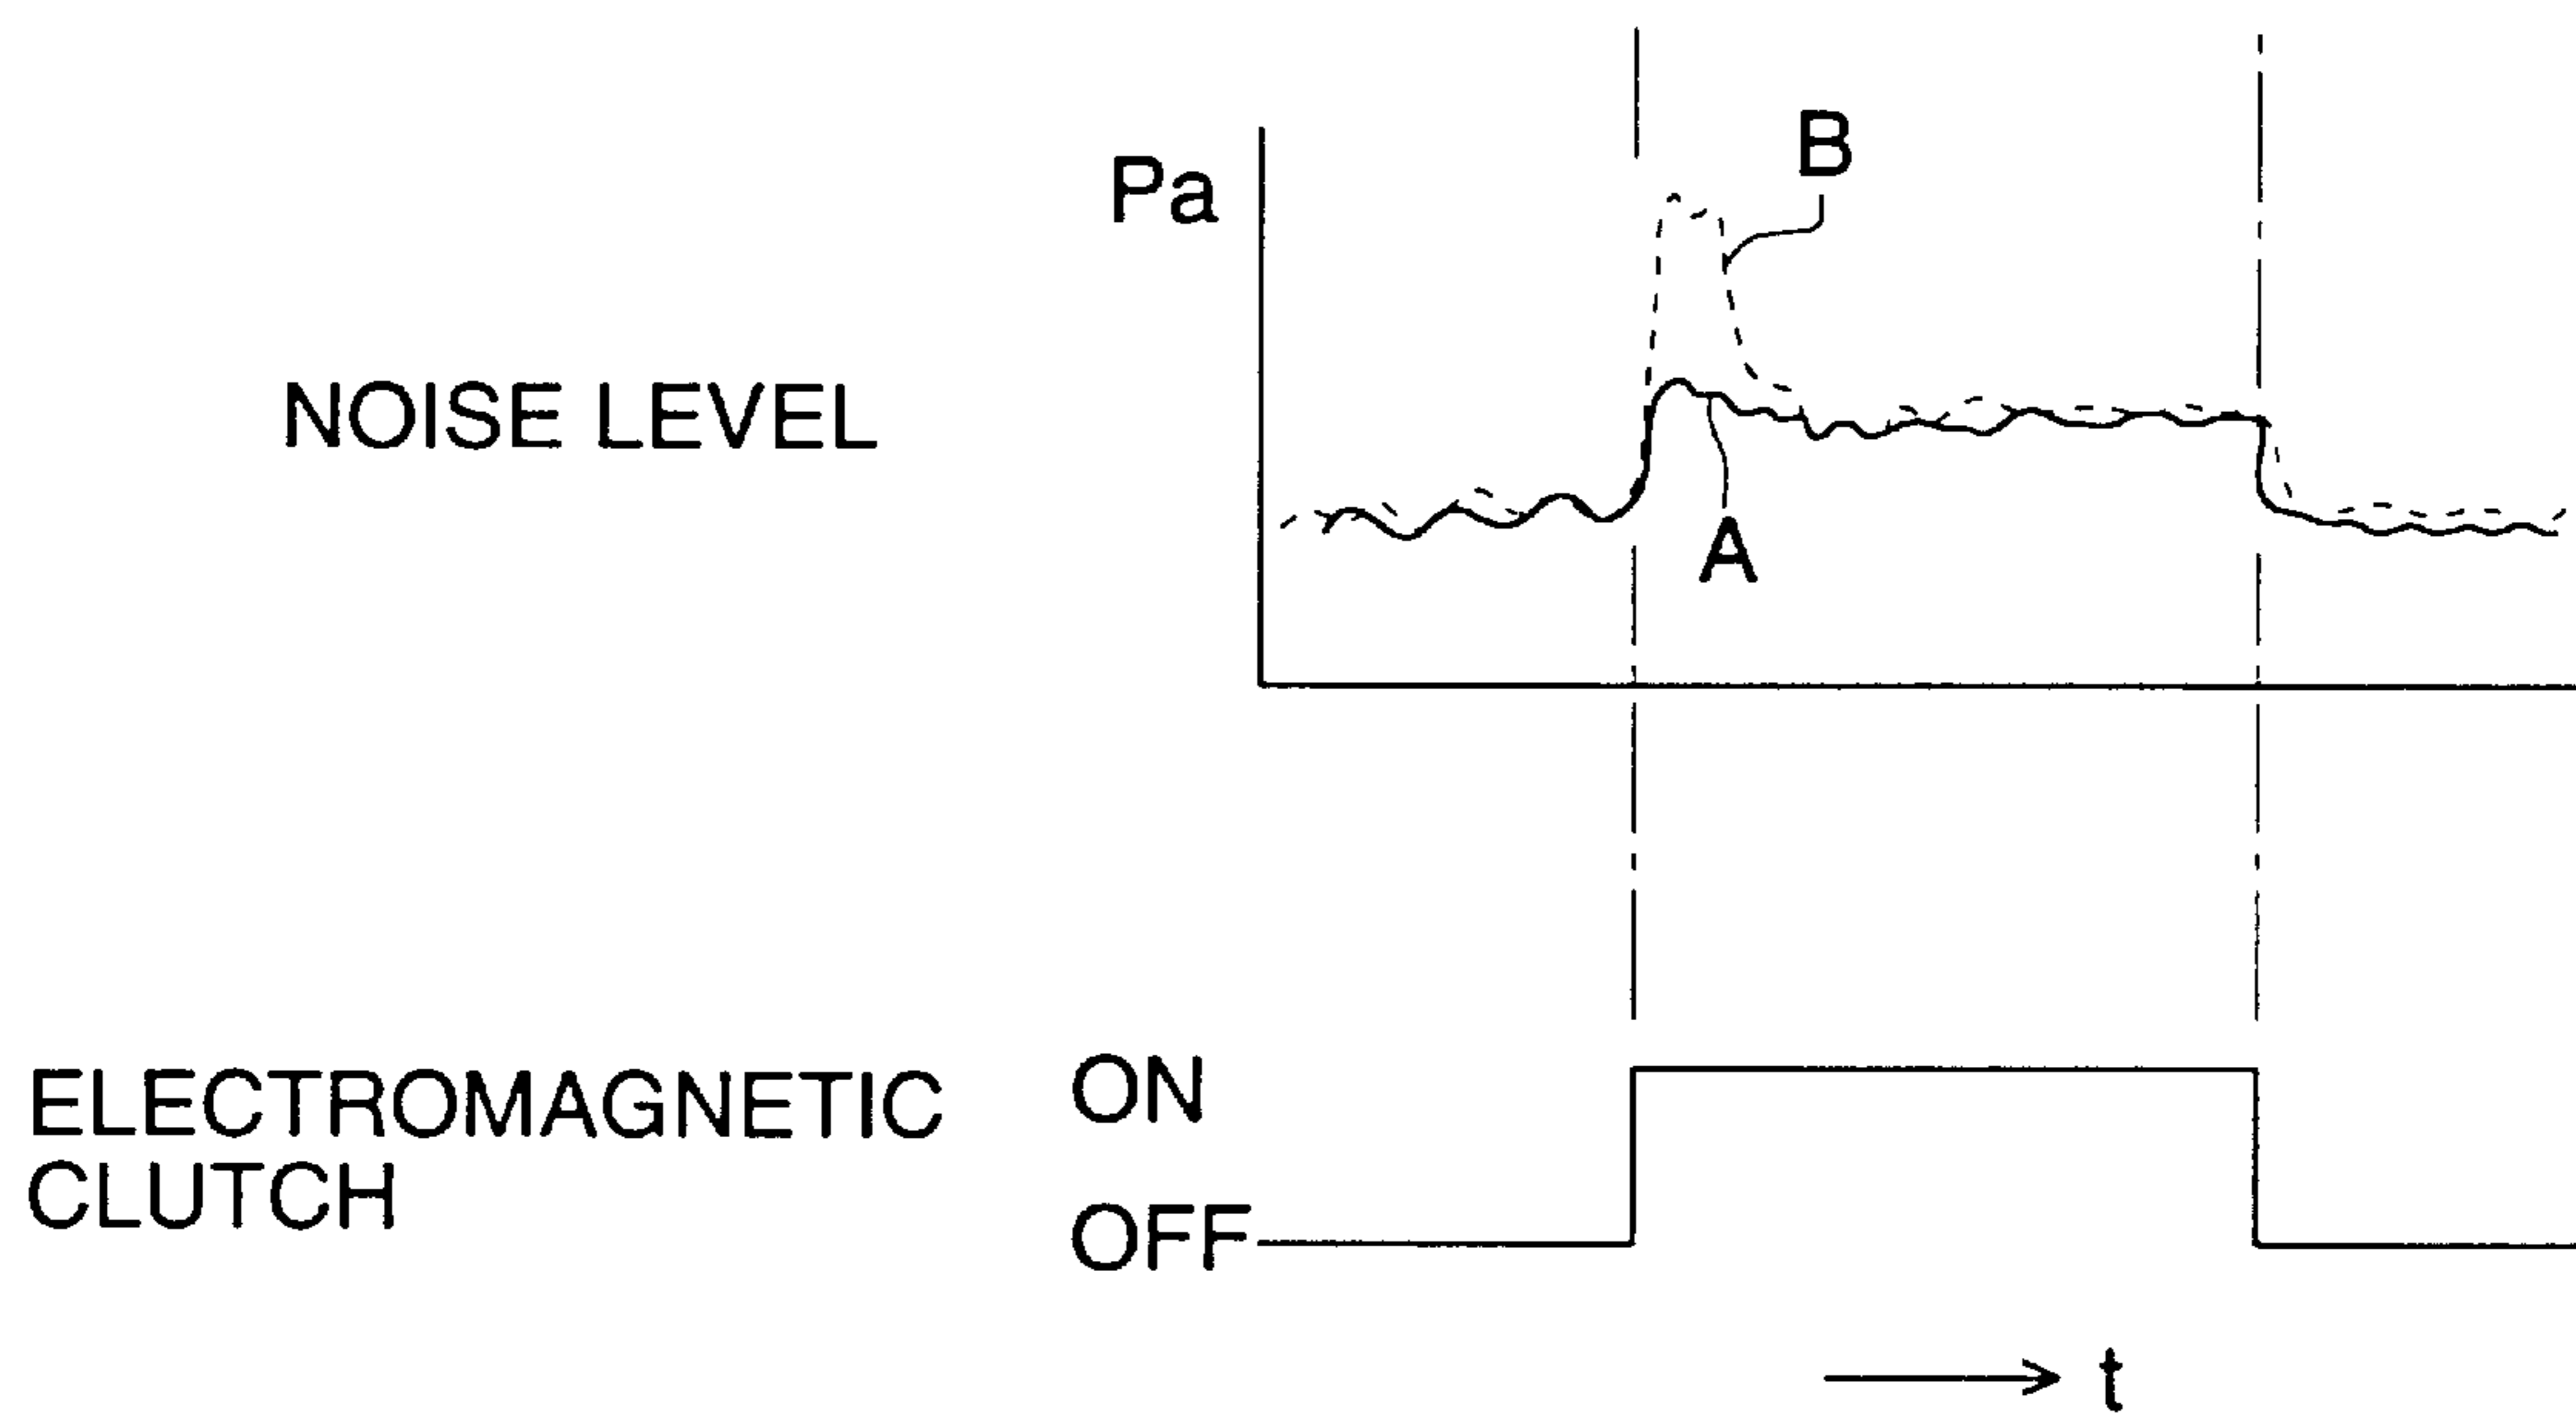 Pa
B
NOISE LEVEL
A
ELECTROMAGNETIC
CLUTCH
ON
OFF
t